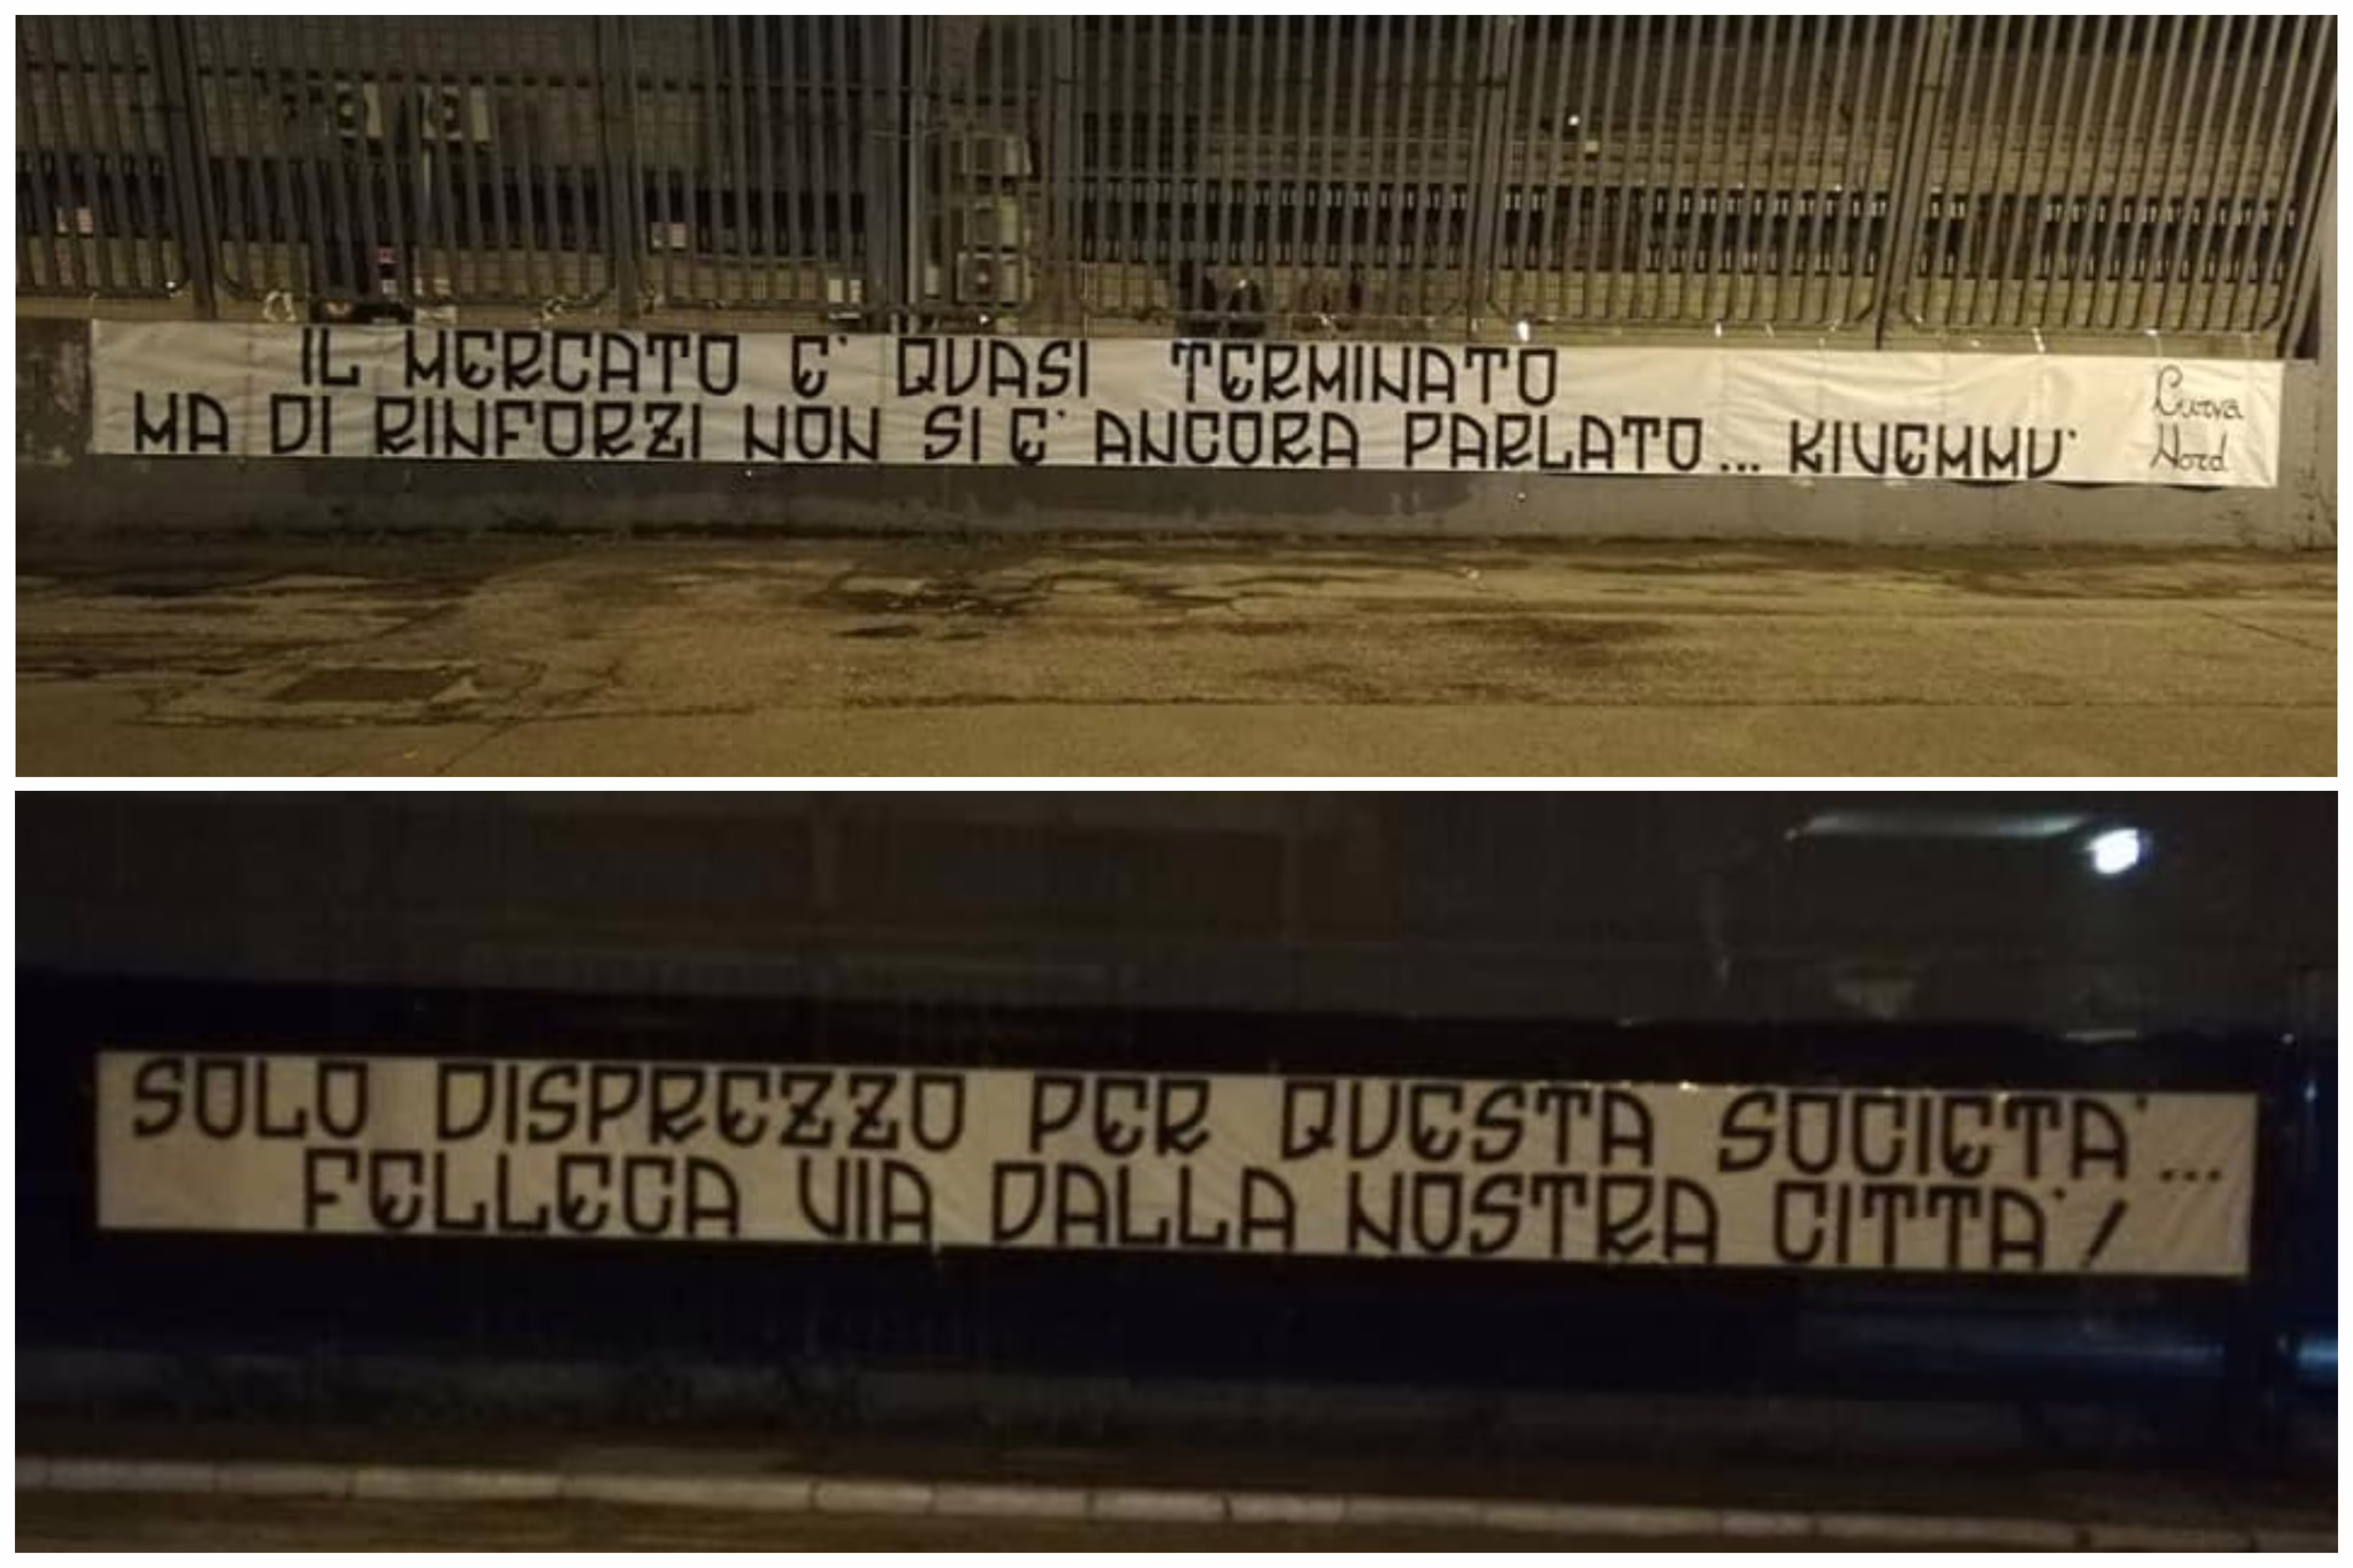 IL MERCATO E' QUASI TERMINATO
MA DI RINFORZI NON SI E' ANCORA PARLATO... KIVEMMU'
Curva
Nord
SOLO DISPREZZO PER QUESTA SOCIETA'...
FELLECA VIA DALLA NOSTRA CITTA'!